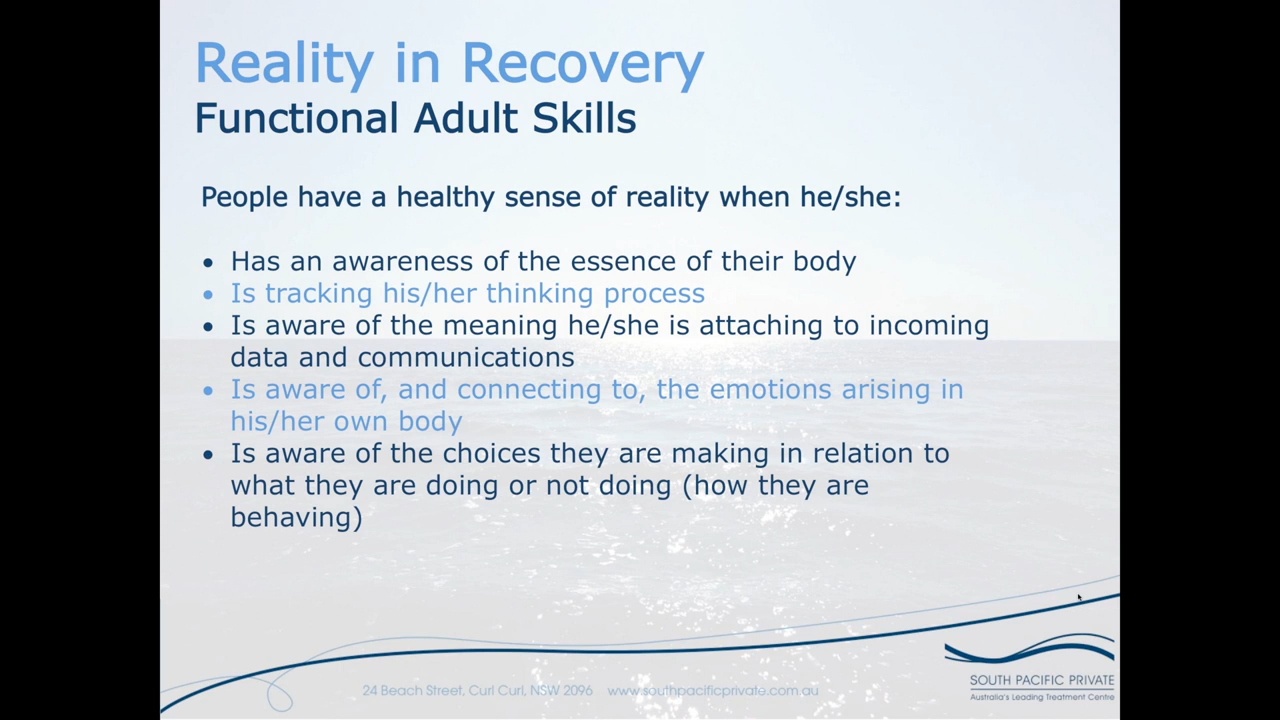 Reality in Recovery
Functional Adult Skills
People have a healthy sense of reality when he/she:
• Has an awareness of the essence of their body
• Is tracking his/her thinking process
• Is aware of the meaning he/she is attaching to incoming
data and communications
• Is aware of, and connecting to, the emotions arising in
his/her own body
• Is aware of the choices they are making in relation to
what they are doing or not doing (how they are
behaving)
24 Beach Street, Curl Curl, NSW 2096 www.southpacificprivate.com.au
SOUTH PACIFIC PRIVATE
Australia's Leading Treatment Centre